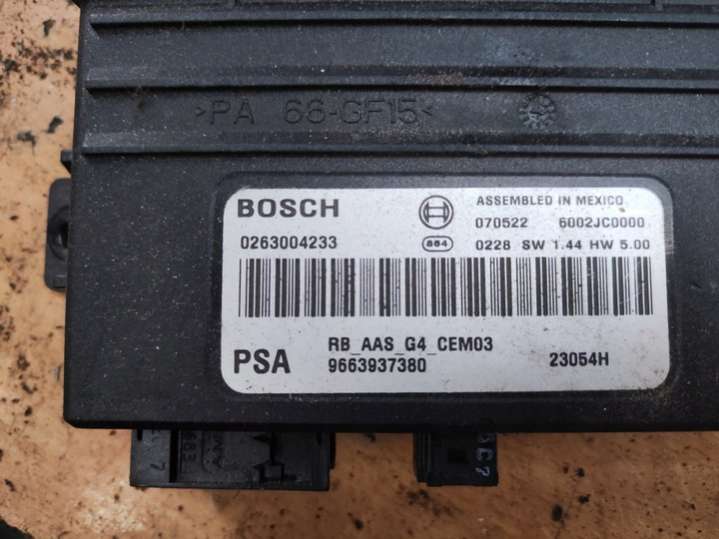 >PA 66-GF15<
BOSCH
ASSEMBLED IN MEXICO
070522 6002JC0000
0263004233
884 0228 SW 1.44 HW 5.00
RB_AAS_G4_CEM03
PSA 9663937380 23054H